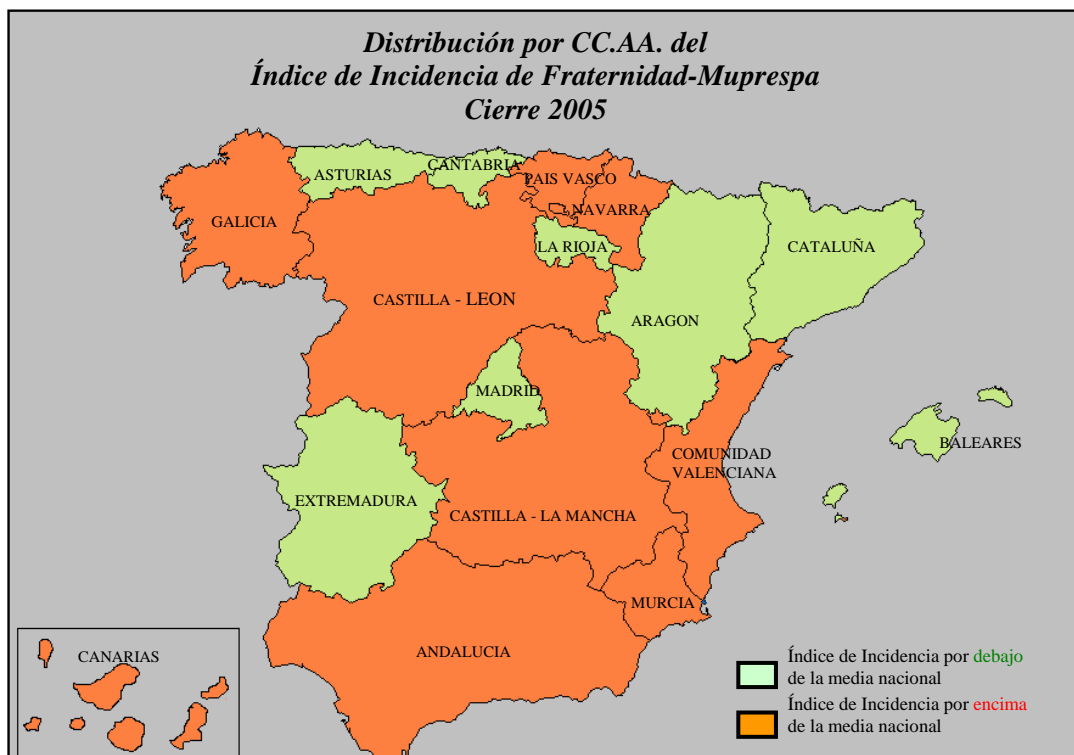 Distribución por CC.AA. del
Índice de Incidencia de Fraternidad-Muprespa
Cierre 2005
ASTURIAS
CANTABRIA
PAIS VASCO
GALICIA
NAVARRA
LA RIOJA
CATALUÑA
CASTILLA - LEON
ARAGON
MADRID
BALEARES
COMUNIDAD
VALENCIANA
EXTREMADURA
CASTILLA - LA MANCHA
MURCIA
ANDALUCIA
CANARIAS
Índice de Incidencia por debajo
de la media nacional
Índice de Incidencia por encima
de la media nacional